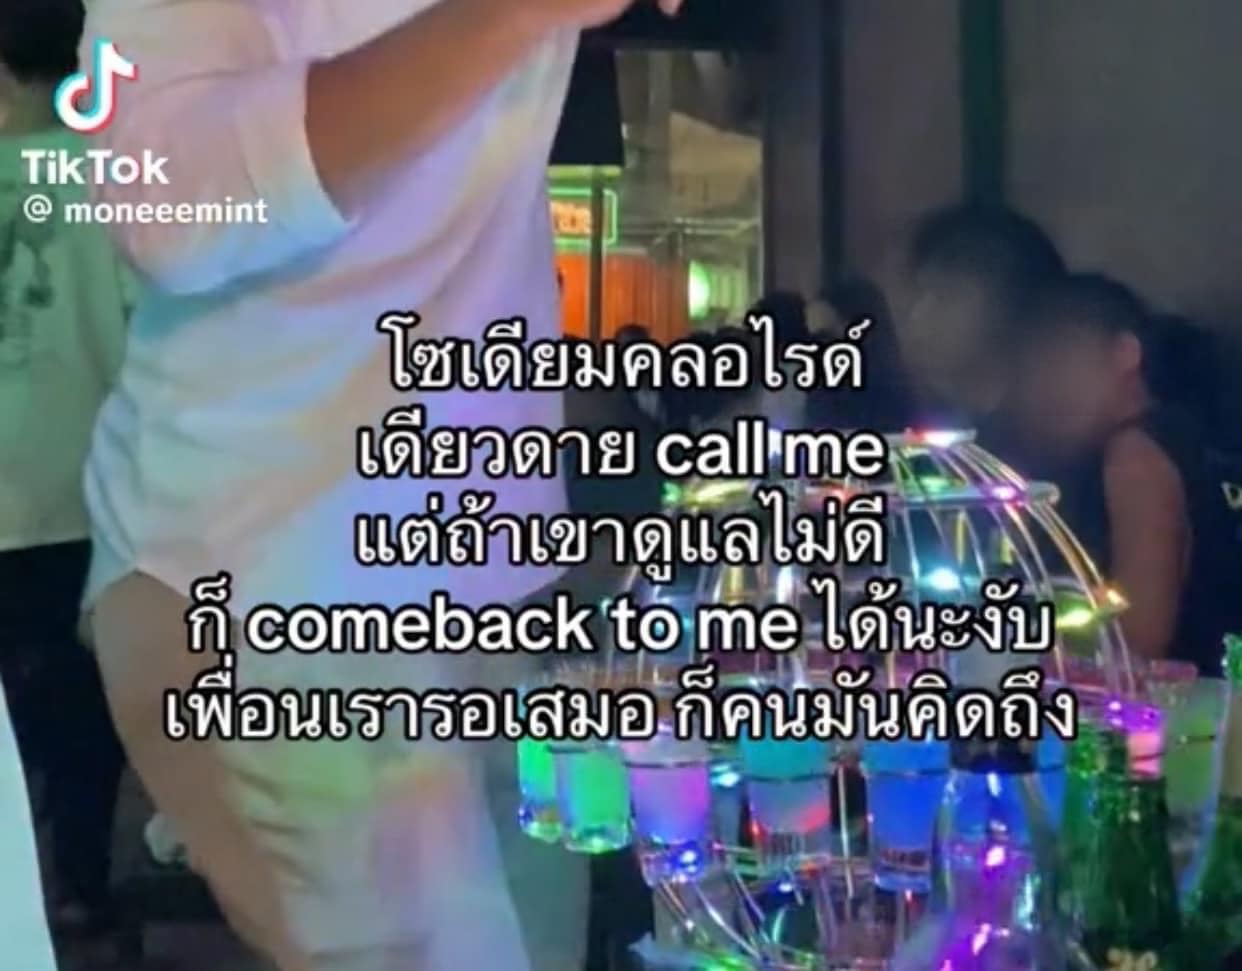 TikTok
@ moneeemint
โซเดียมคลอไรด์
เดียวดาย call me
แต่ถ้าเขาดูแลไม่ดี
ก็ comeback to me ได้นะงับ
เพื่อนเรารอเสมอ ก็คนมันคิดถึง